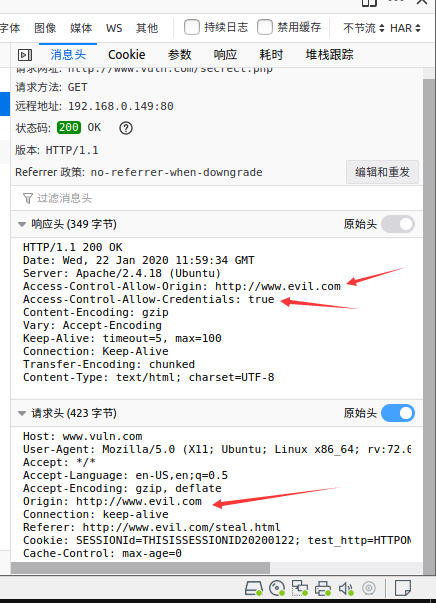 字体 图像 媒体 WS 其他 持续日志 禁用缓存 不节流 HAR
消息头 Cookie 参数 响应 耗时 堆栈跟踪
请求网址: http://www.vuln.com/secret.php
请求方法: GET
远程地址: 192.168.0.149:80
状态码: 200 OK
版本: HTTP/1.1
Referrer 政策: no-referrer-when-downgrade 编辑和重发
过滤消息头
响应头 (349 字节) 原始头
HTTP/1.1 200 OK
Date: Wed, 22 Jan 2020 11:59:34 GMT
Server: Apache/2.4.18 (Ubuntu)
Access-Control-Allow-Origin: http://www.evil.com
Access-Control-Allow-Credentials: true
Content-Encoding: gzip
Vary: Accept-Encoding
Keep-Alive: timeout=5, max=100
Connection: Keep-Alive
Transfer-Encoding: chunked
Content-Type: text/html; charset=UTF-8
请求头 (423 字节) 原始头
Host: www.vuln.com
User-Agent: Mozilla/5.0 (X11; Ubuntu; Linux x86_64; rv:72.0
Accept: */*
Accept-Language: en-US,en;q=0.5
Accept-Encoding: gzip, deflate
Origin: http://www.evil.com
Connection: keep-alive
Referer: http://www.evil.com/steal.html
Cookie: SESSIONId=THISISSESSIONID20200122; test_http=HTTPON
Cache-Control: max-age=0